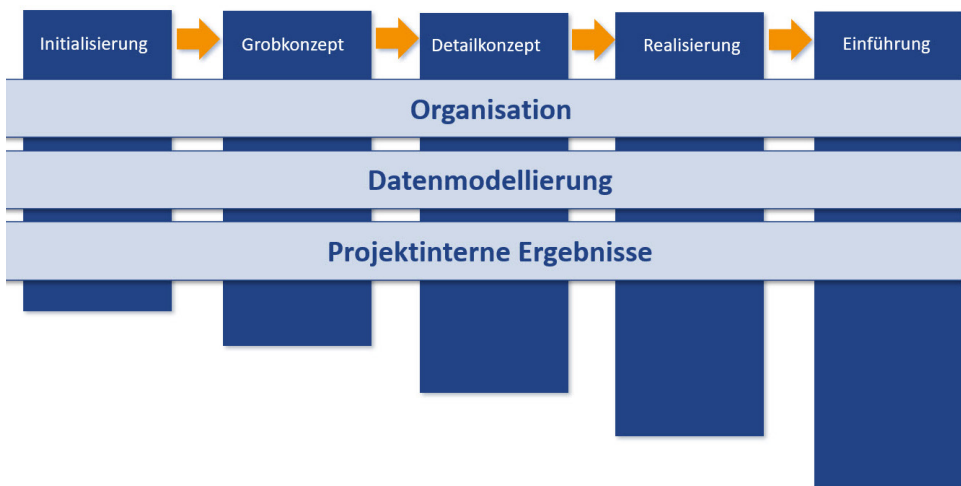 Initialisierung
Grobkonzept
Detailkonzept
Realisierung
Einführung
Organisation
Datenmodellierung
Projektinterne Ergebnisse